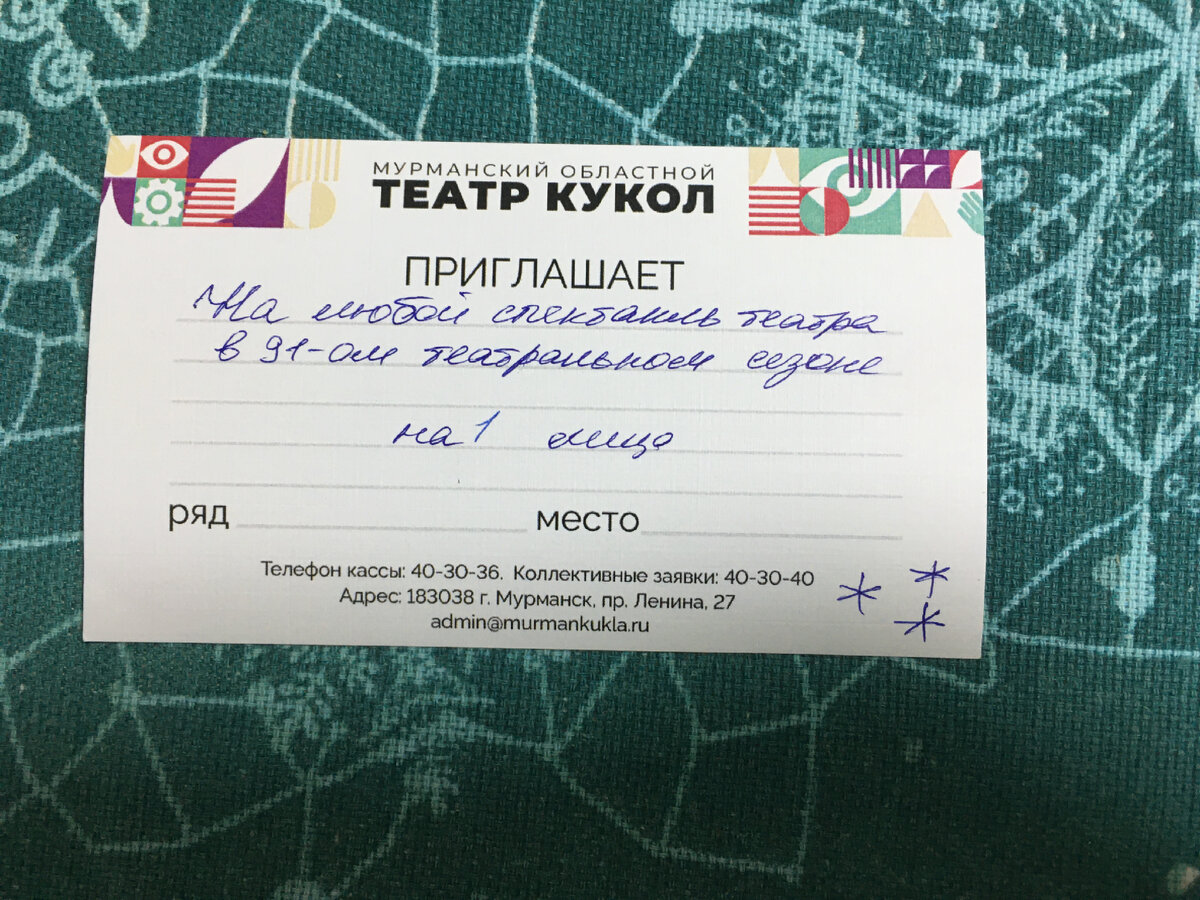 МУРМАНСКИЙ ОБЛАСТНОЙ
ТЕАТР КУКОЛ
ПРИГЛАШАЕТ
На любой спектакль театра
в 91-ом театральном сезоне
на 1 лицо
ряд место
Телефон кассы: 40-30-36. Коллективные заявки: 40-30-40
Адрес: 183038 г. Мурманск, пр. Ленина, 27
admin@murmankukla.ru